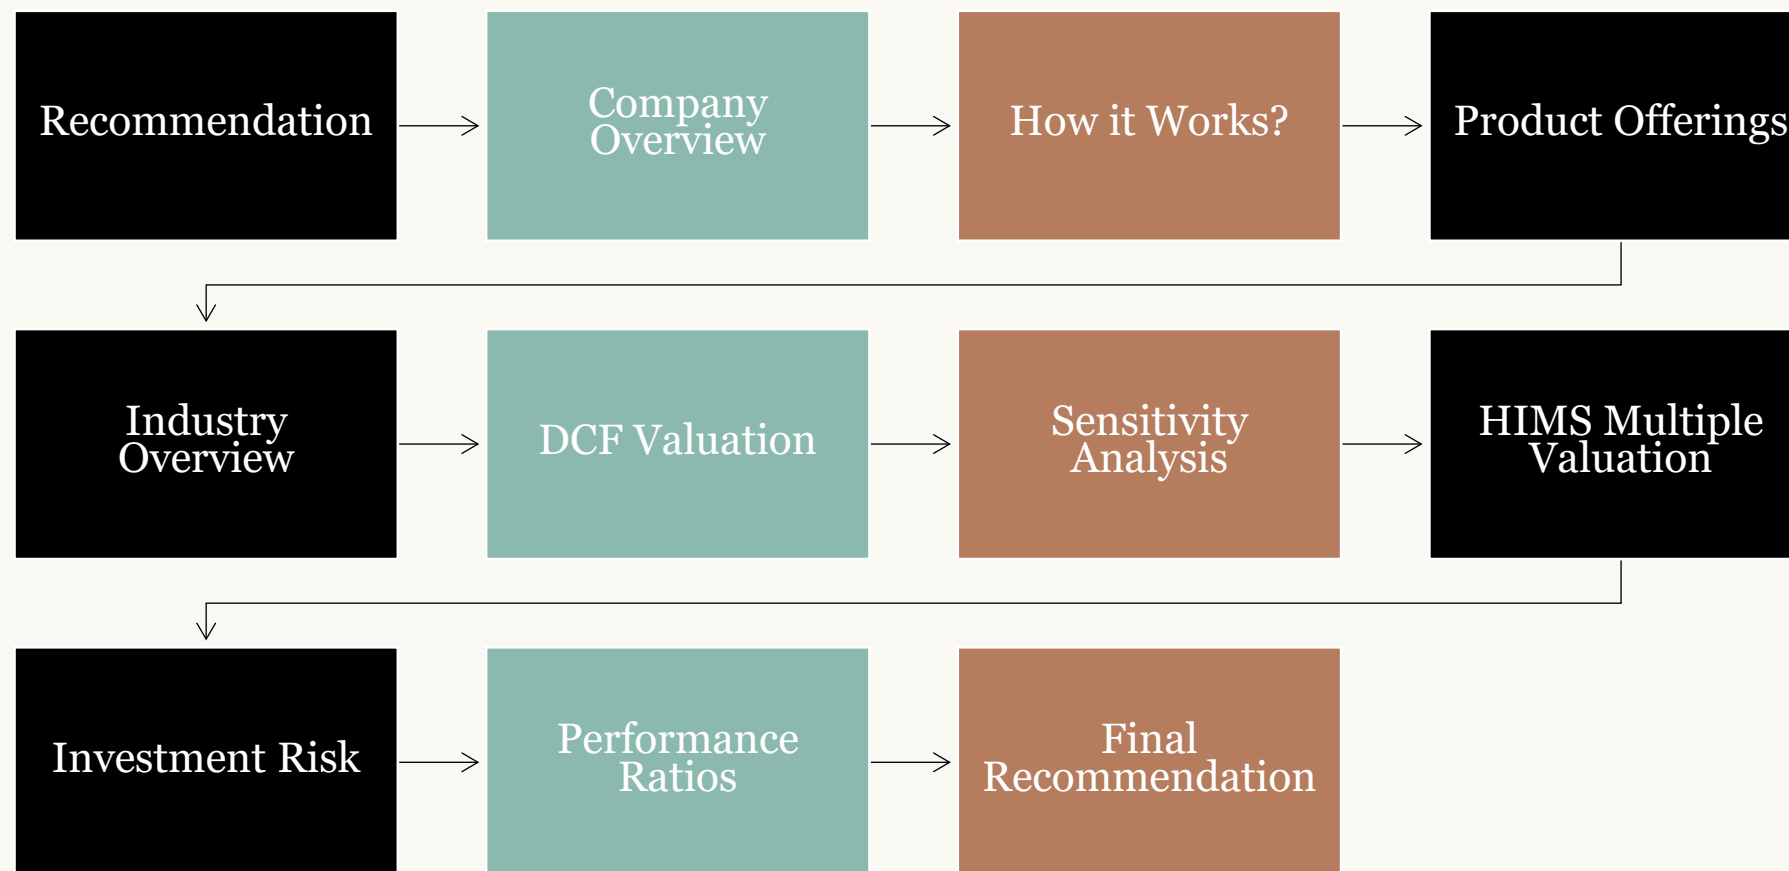 Recommendation
Company
Overview
How it Works?
Product Offerings
Industry
Overview
DCF Valuation
Sensitivity
Analysis
HIMS Multiple
Valuation
Investment Risk
Performance
Ratios
Final
Recommendation